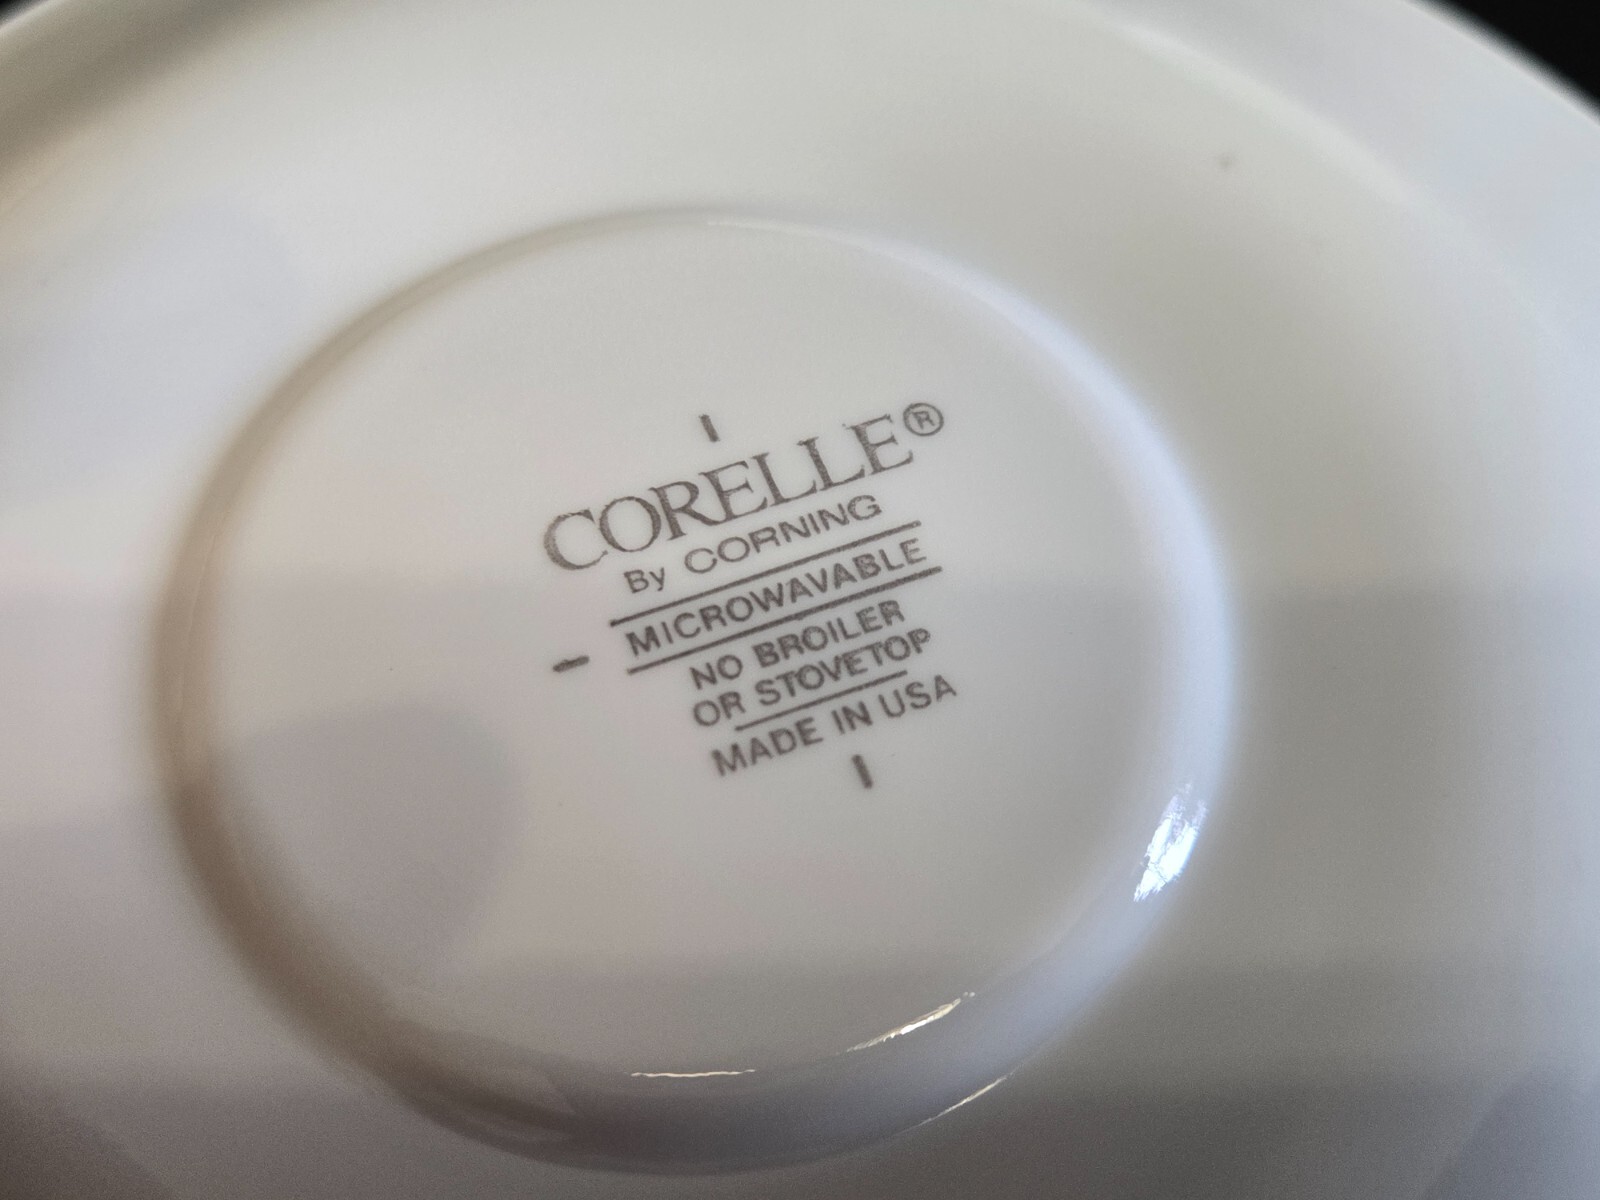 CORELLE®
By CORNING
MICROWAVABLE
NO BROILER
OR STOVETOP
MADE IN USA